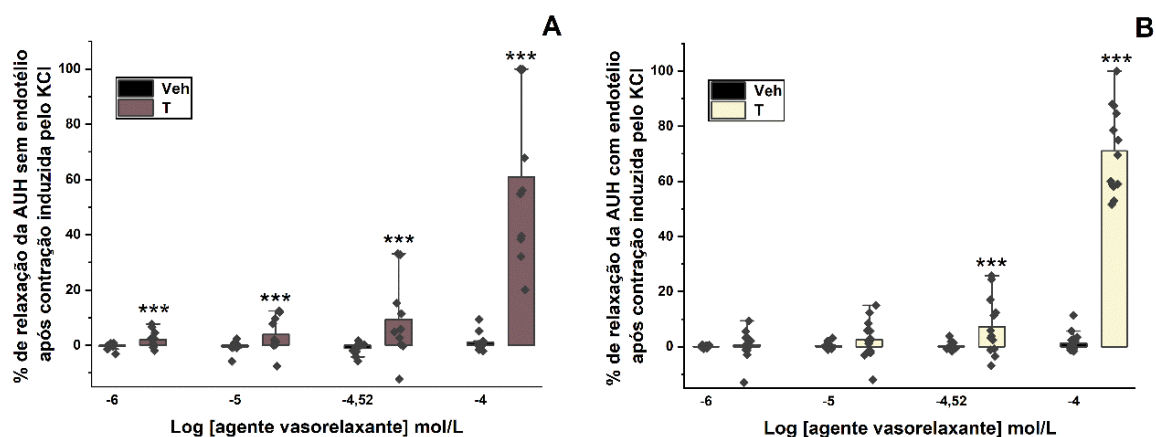 A
% de relaxação da AUH sem endotélio
após contração induzida pelo KCl
Veh
T
100
80
60
40
20
0
***
***
***
***
-6
-5
-4,52
-4
Log [agente vasorelaxante] mol/L
B
% de relaxação da AUH com endotélio
após contração induzida pelo KCl
Veh
T
100
80
60
40
20
0
***
***
-6
-5
-4,52
-4
Log [agente vasorelaxante] mol/L